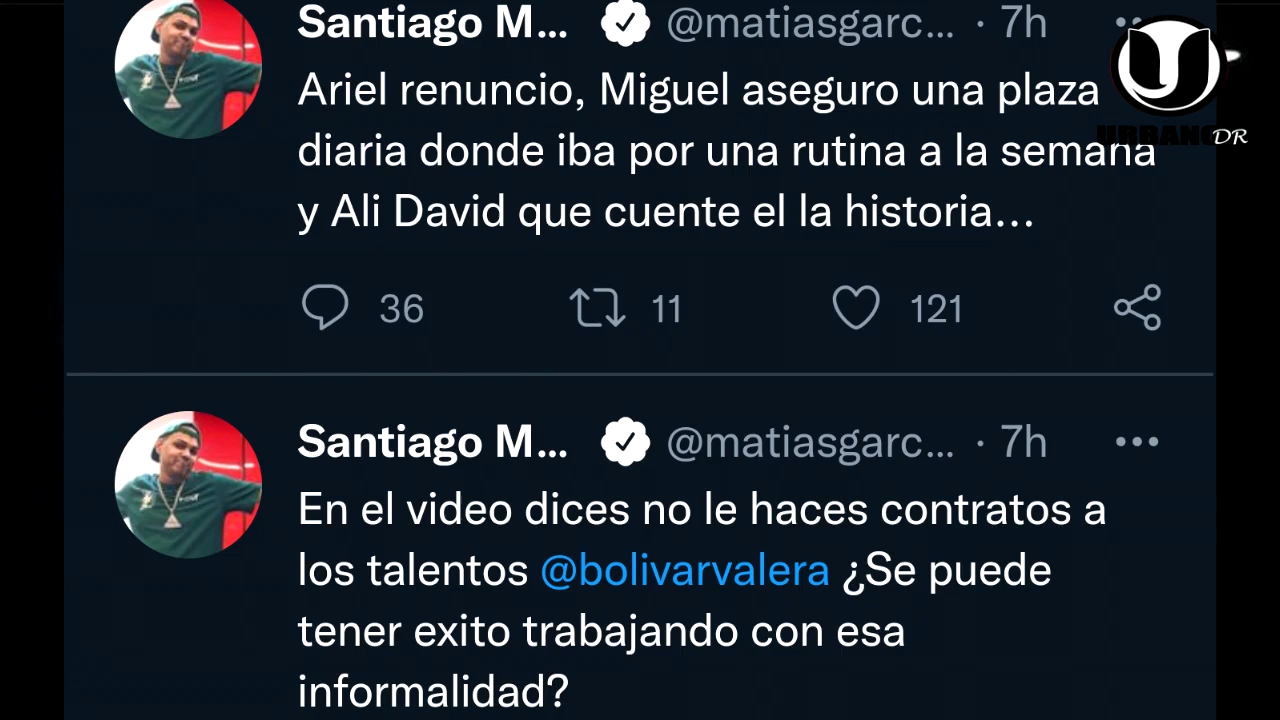 Santiago M... @matiasgarc... · 7h
Ariel renuncio, Miguel aseguro una plaza
diaria donde iba por una rutina a la semana
y Ali David que cuente el la historia...
36 11 121
Santiago M... @matiasgarc... · 7h
En el video dices no le haces contratos a
los talentos @bolivarvalera ¿Se puede
tener exito trabajando con esa
informalidad?
URBANO DR